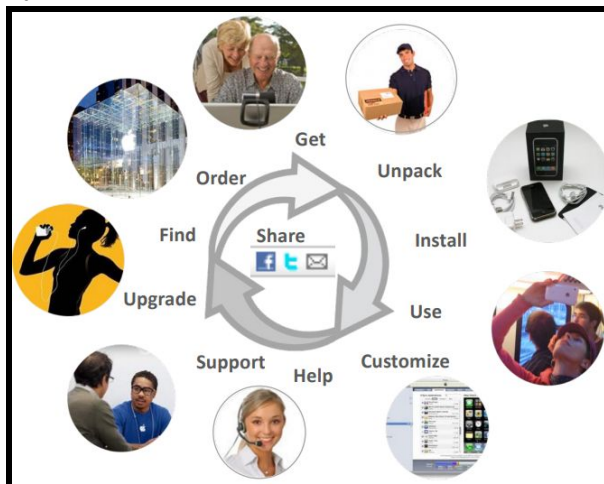 Get
Order
Unpack
Find
Share
Install
Upgrade
Use
Support
Help
Customize